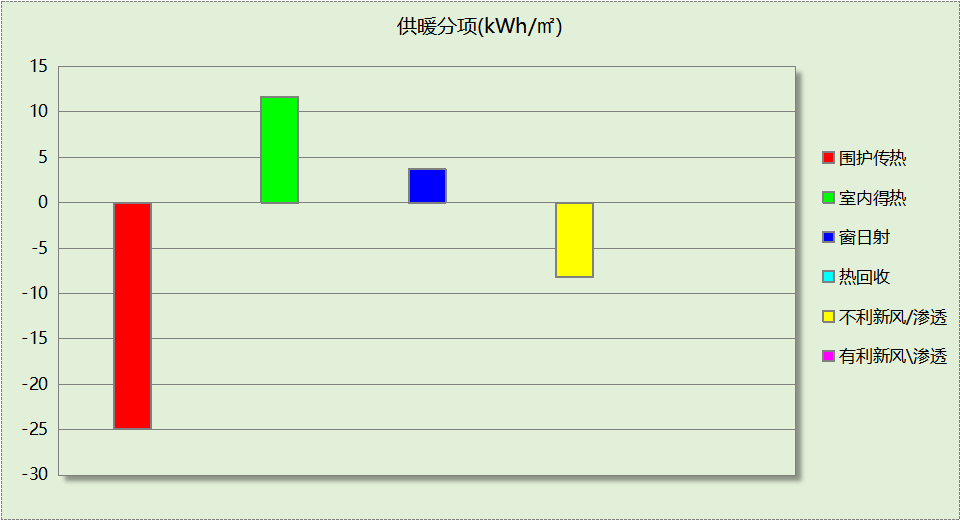 供暖分项(kWh/㎡)
15
10
5
0
-5
-10
-15
-20
-25
-30
围护传热
室内得热
窗日射
热回收
不利新风/渗透
有利新风\渗透